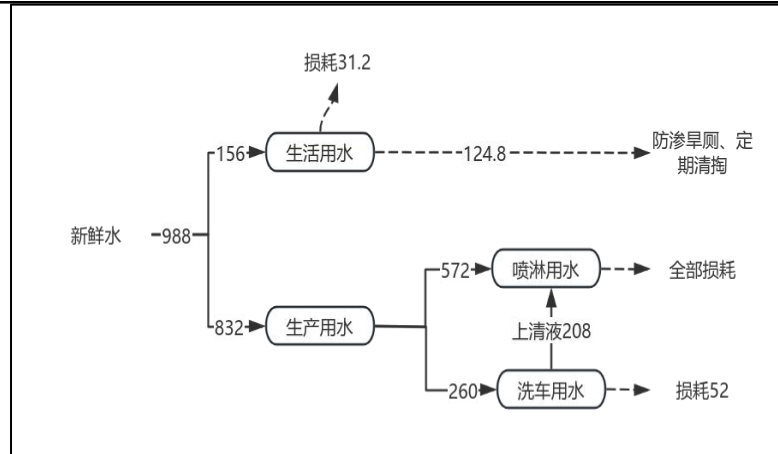 损耗31.2
156
生活用水
124.8
防渗旱厕、定
期清掏
新鲜水
988
572
喷淋用水
全部损耗
832
生产用水
上清液208
260
洗车用水
损耗52